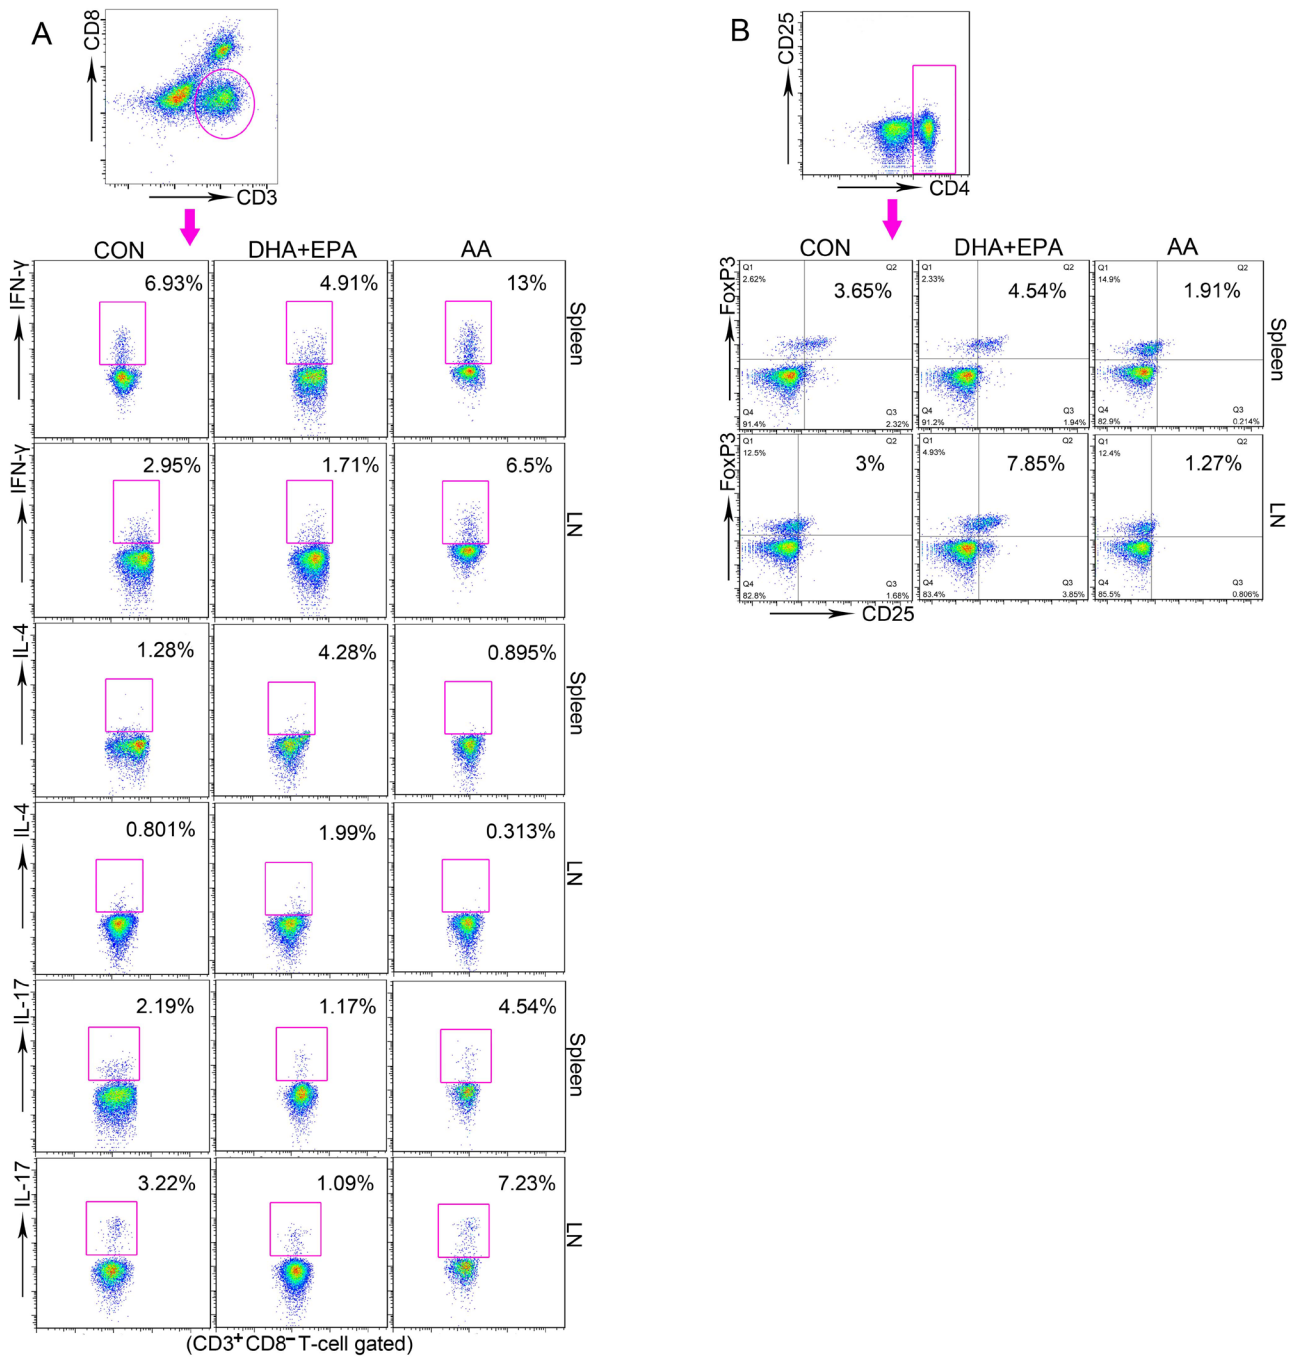 A
CD8
CD3
CON
DHA+EPA
AA
IFN-γ
6.93%
4.91%
13%
Spleen
IFN-γ
2.95%
1.71%
6.5%
LN
IL-4
1.28%
4.28%
0.895%
Spleen
IL-4
0.801%
1.99%
0.313%
LN
IL-17
2.19%
1.17%
4.54%
Spleen
IL-17
3.22%
1.09%
7.23%
LN
(CD3+ CD8− T-cell gated)
B
CD25
CD4
CON
DHA+EPA
AA
FoxP3
Q1
2.62%
Q2
3.65%
Q4
91.4%
Q3
2.32%
Q1
2.33%
Q2
4.54%
Q4
91.2%
Q3
1.94%
Q1
14.9%
Q2
1.91%
Q4
82.9%
Q3
0.214%
Spleen
FoxP3
Q1
12.5%
Q2
3%
Q4
82.8%
Q3
1.68%
Q1
4.93%
Q2
7.85%
Q4
83.4%
Q3
3.85%
Q1
12.4%
Q2
1.27%
Q4
85.5%
Q3
0.806%
LN
CD25